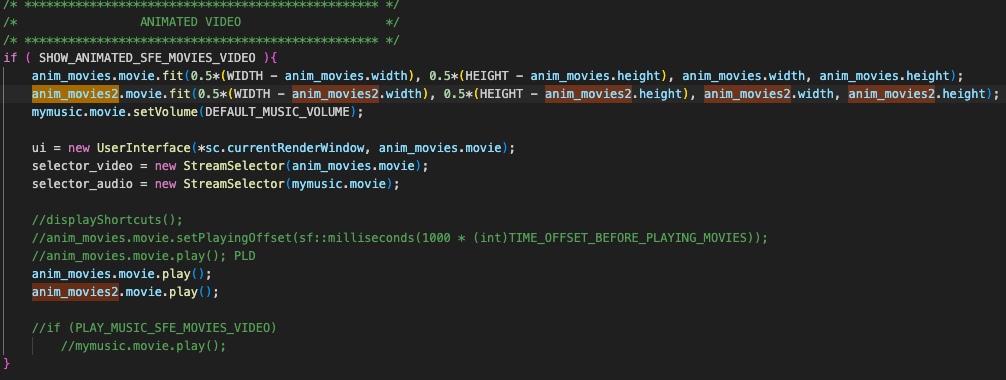 /* ************************************************* */
/*                 ANIMATED VIDEO                    */
/* ************************************************* */
if ( SHOW_ANIMATED_SFE_MOVIES_VIDEO ){
    anim_movies.movie.fit(0.5*(WIDTH - anim_movies.width), 0.5*(HEIGHT - anim_movies.height), anim_movies.width, anim_movies.height);
    anim_movies2.movie.fit(0.5*(WIDTH - anim_movies2.width), 0.5*(HEIGHT - anim_movies2.height), anim_movies2.width, anim_movies2.height);
    mymusic.movie.setVolume(DEFAULT_MUSIC_VOLUME);

    ui = new UserInterface(*sc.currentRenderWindow, anim_movies.movie);
    selector_video = new StreamSelector(anim_movies.movie);
    selector_audio = new StreamSelector(mymusic.movie);

    //displayShortcuts();
    //anim_movies.movie.setPlayingOffset(sf::milliseconds(1000 * (int)TIME_OFFSET_BEFORE_PLAYING_MOVIES));
    //anim_movies.movie.play(); PLD
    anim_movies.movie.play();
    anim_movies2.movie.play();

    //if (PLAY_MUSIC_SFE_MOVIES_VIDEO)
        //mymusic.movie.play();
}